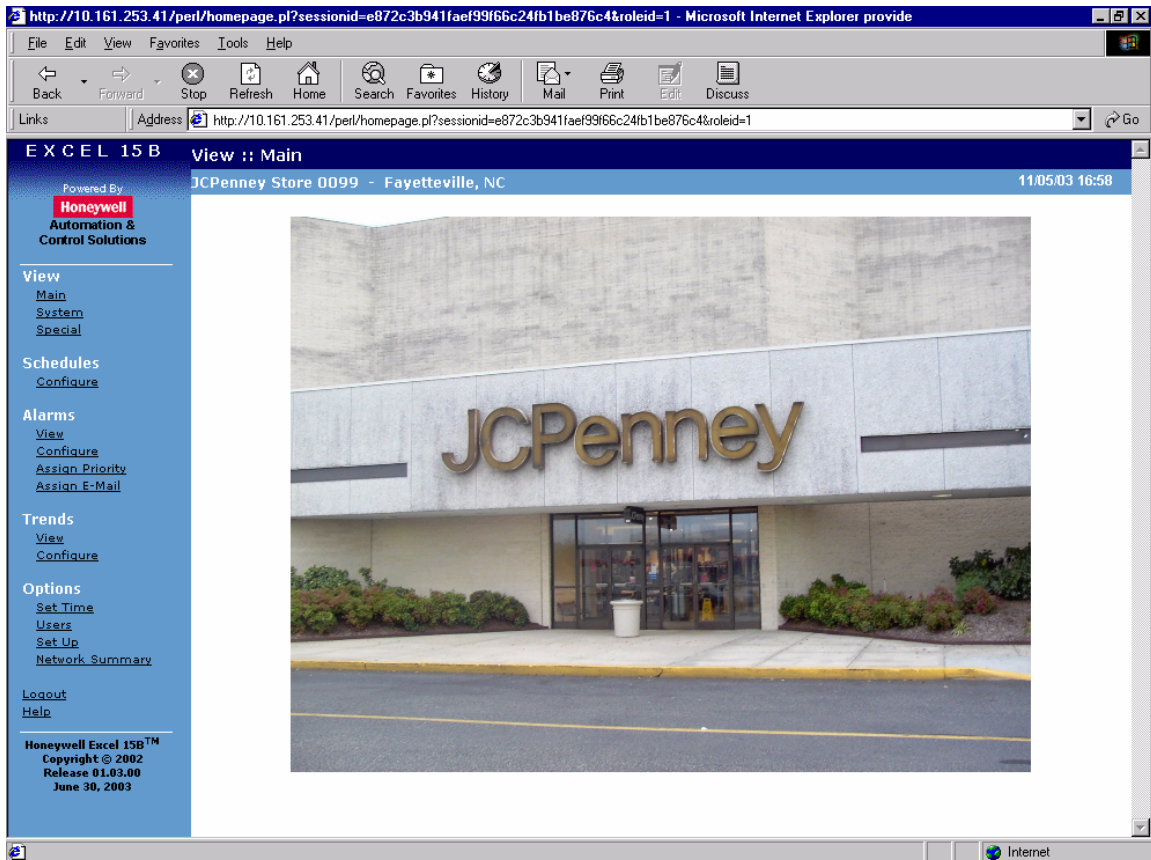 http://10.161.253.41/perl/homepage.pl?sessionid=e872c3b941faef99f66c24fb1be876c4&roleid=1 - Microsoft Internet Explorer provide
File Edit View Favorites Tools Help
Back Forward Stop Refresh Home Search Favorites History Mail Print Edit Discuss
Links Address http://10.161.253.41/perl/homepage.pl?sessionid=e872c3b941faef99f66c24fb1be876c4&roleid=1 Go
EXCEL 15B
View :: Main
JCPenney Store 0099 - Fayetteville, NC 11/05/03 16:58
Powered By
Honeywell
Automation &
Control Solutions
View
Main
System
Special
Schedules
Configure
Alarms
View
Configure
Assign Priority
Assign E-Mail
Trends
View
Configure
Options
Set Time
Users
Set Up
Network Summary
Logout
Help
Honeywell Excel 15B™
Copyright © 2002
Release 01.03.00
June 30, 2003
JCPenney
Internet